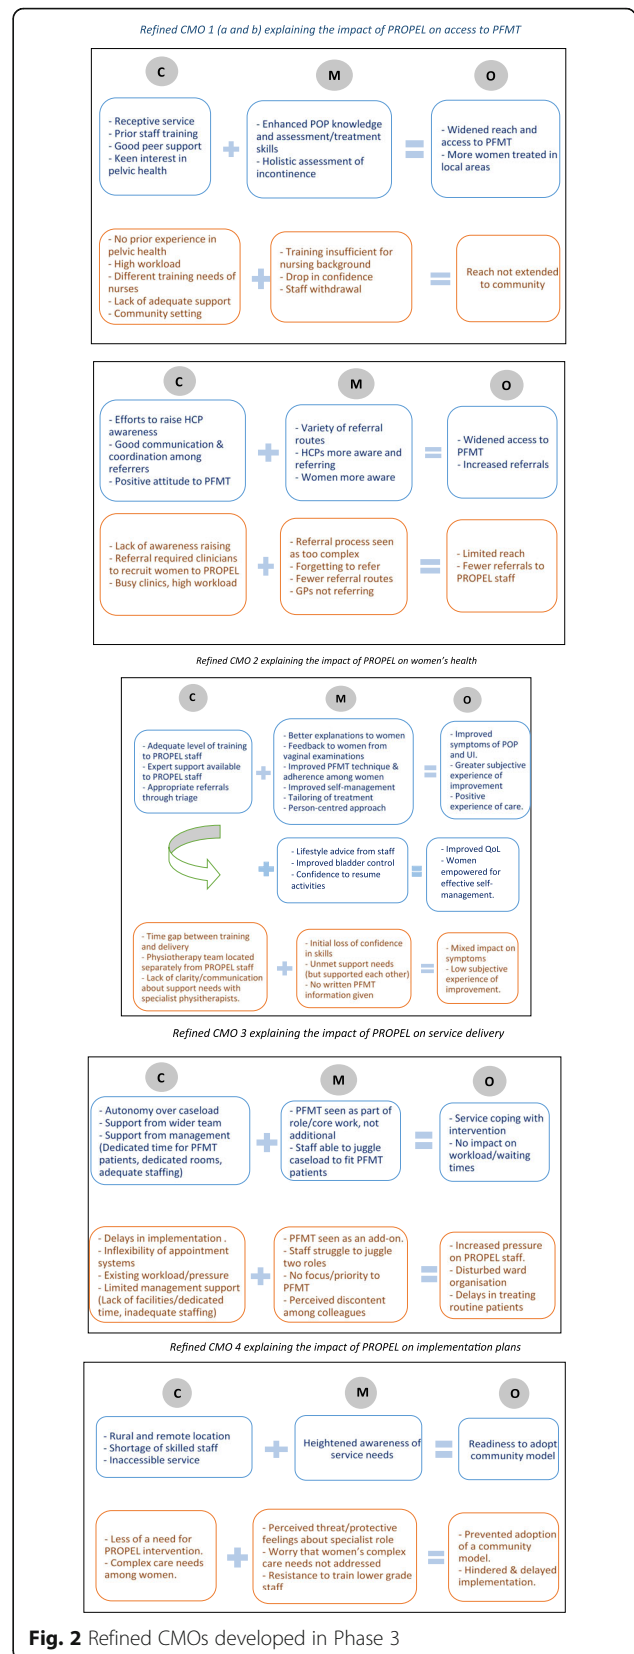 Refined CMO 1 (a and b) explaining the impact of PROPEL on access to PFMT
C
M
O
- Receptive service
- Prior staff training
- Good peer support
- Keen interest in
pelvic health
+
- Enhanced POP knowledge
and assessment/treatment
skills
- Holistic assessment of
incontinence
=
- Widened reach and
access to PFMT
- More women treated in
local areas
- No prior experience in
pelvic health
- High workload
- Different training needs of
nurses
- Lack of adequate support
- Community setting
+
- Training insufficient for
nursing background
- Drop in confidence
- Staff withdrawal
=
Reach not extended
to community
C
M
O
- Efforts to raise HCP
awareness
- Good communication &
coordination among
referrers
- Positive attitude to PFMT
+
- Variety of referral
routes
- HCPs more aware and
referring
- Women more aware
=
- Widened access to
PFMT
- Increased referrals
- Lack of awareness raising
- Referral required clinicians
to recruit women to PROPEL
- Busy clinics, high workload
+
- Referral process seen
as too complex
- Forgetting to refer
- Fewer referral routes
- GPs not referring
=
- Limited reach
- Fewer referrals to
PROPEL staff
Refined CMO 2 explaining the impact of PROPEL on women's health
C
M
O
- Adequate level of training
to PROPEL staff
- Expert support available
to PROPEL staff
- Appropriate referrals
through triage
+
- Better explanations to women
- Feedback to women from
vaginal examinations
- Improved PFMT technique &
adherence among women
- Improved self-management
- Tailoring of treatment
- Person-centred approach
=
- Improved
symptoms of POP
and UI.
- Greater subjective
experience of
improvement
- Positive
experience of care.
+
- Lifestyle advice from staff
- Improved bladder control
- Confidence to resume
activities
=
- Improved QoL
- Women
empowered for
effective self-
management.
- Time gap between training
and delivery
- Physiotherapy team located
separately from PROPEL staff
- Lack of clarity/communication
about support needs with
specialist physitherapists.
+
- Initial loss of confidence
in skills
- Unmet support needs
(but supported each other)
- No written PFMT
information given
=
- Mixed impact on
symptoms
- Low subjective
experience of
improvement.
Refined CMO 3 explaining the impact of PROPEL on service delivery
C
M
O
- Autonomy over caseload
- Support from wider team
- Support from management
(Dedicated time for PFMT
patients, dedicated rooms,
adequate staffing)
+
- PFMT seen as part of
role/core work, not
additional
- Staff able to juggle
caseload to fit PFMT
patients
=
- Service coping with
intervention
- No impact on
workload/waiting
times
- Delays in implementation .
- Inflexibility of appointment
systems
- Existing workload/pressure
- Limited management support
(Lack of facilities/dedicated
time, inadequate staffing)
+
- PFMT seen as an add-on.
- Staff struggle to juggle
two roles
- No focus/priority to
PFMT
- Perceived discontent
among colleagues
=
- Increased pressure
on PROPEL staff.
- Disturbed ward
organisation
- Delays in treating
routine patients
Refined CMO 4 explaining the impact of PROPEL on implementation plans
C
M
O
- Rural and remote location
- Shortage of skilled staff
- Inaccessible service
+
Heightened awareness of
service needs
=
Readiness to adopt
community model
- Less of a need for
PROPEL intervention.
- Complex care needs
among women.
+
- Perceived threat/protective
feelings about specialist role
- Worry that women's complex
care needs not addressed
- Resistance to train lower grade
staff
=
- Prevented adoption
of a community
model.
- Hindered & delayed
implementation.
Fig. 2 Refined CMOs developed in Phase 3